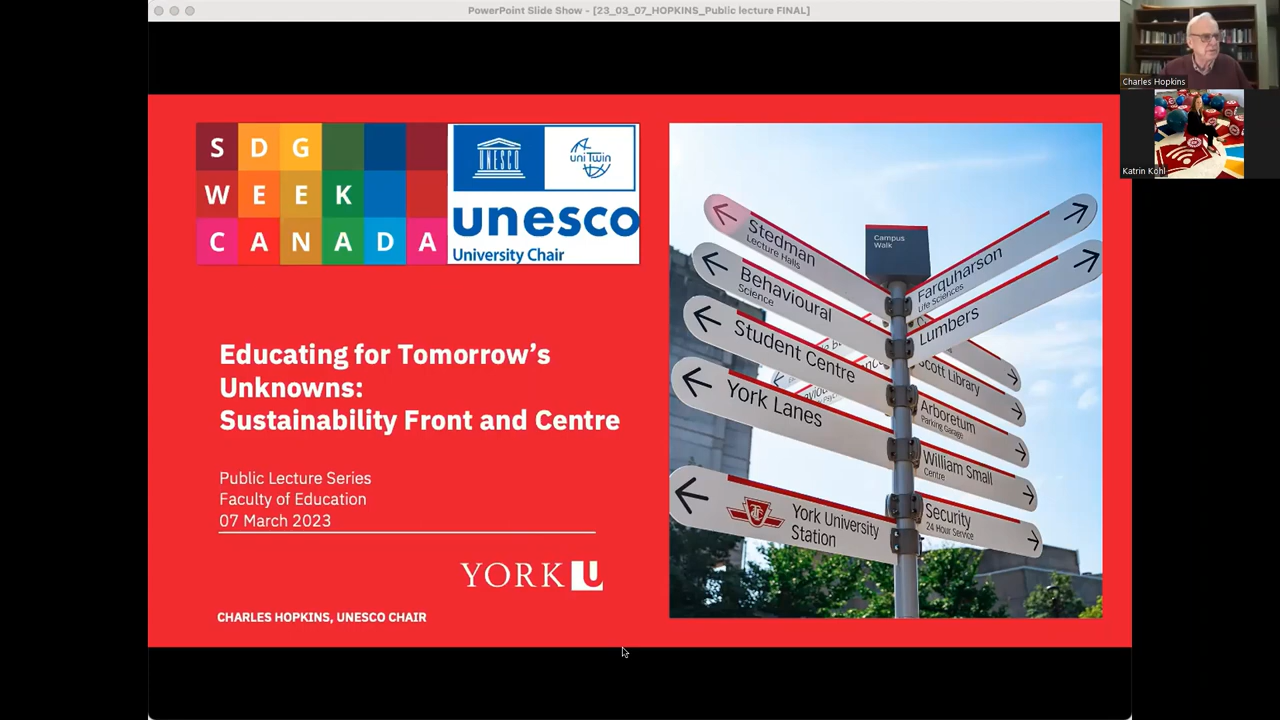 PowerPoint Slide Show - [23_03_07_HOPKINS_Public lecture FINAL]
Charles Hopkins
Katrin Kohl
S D G
W E E K
C A N A D A
UNESCO
uniTwin
unesco
University Chair
Educating for Tomorrow's
Unknowns:
Sustainability Front and Centre
Public Lecture Series
Faculty of Education
07 March 2023
YORK U
CHARLES HOPKINS, UNESCO CHAIR
Campus
Walk
Stedman
Lecture Halls
Behavioural
Science
Student Centre
York Lanes
York University
Station
Farquharson
Life Sciences
Lumbers
Scott Library
Arboretum
Parking Garage
William Small
Centre
Security
24 Hour Service